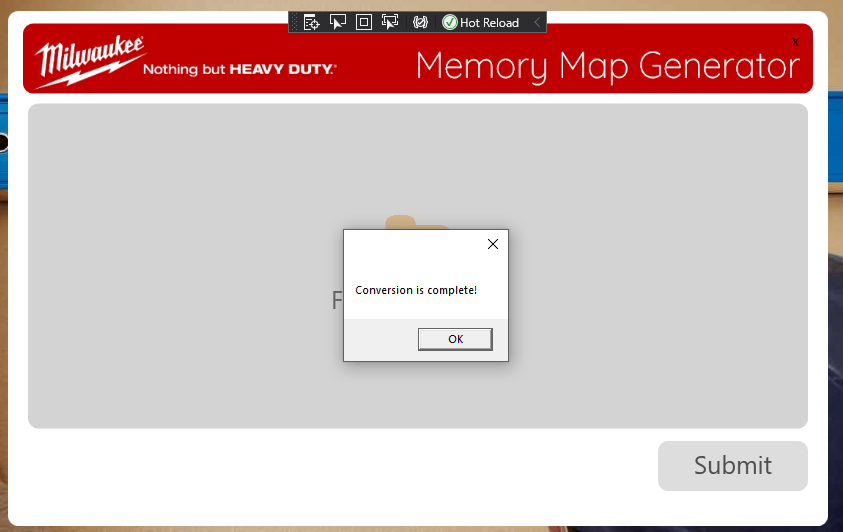 Hot Reload
Milwaukee
Nothing but HEAVY DUTY.®
Memory Map Generator
x
Conversion is complete!
F
OK
Submit